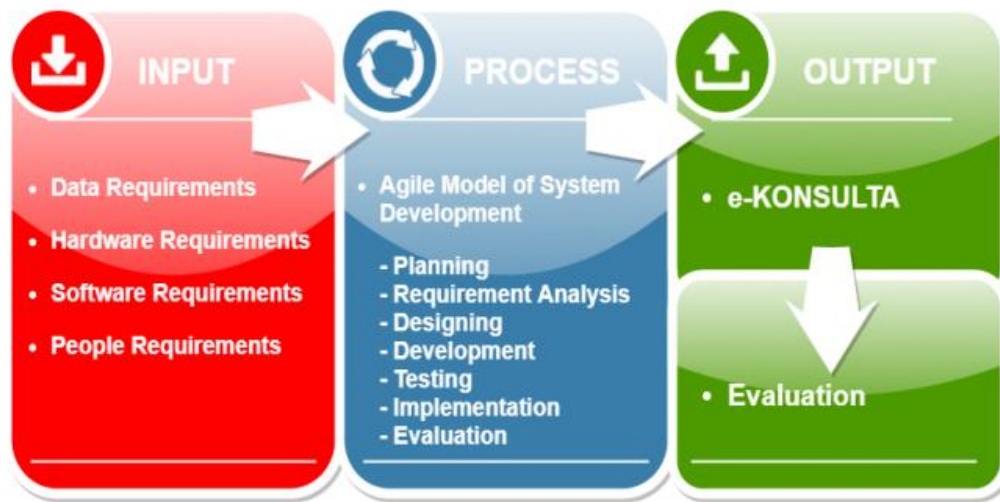 INPUT
• Data Requirements
• Hardware Requirements
• Software Requirements
• People Requirements
PROCESS
• Agile Model of System
Development
- Planning
- Requirement Analysis
- Designing
- Development
- Testing
- Implementation
- Evaluation
OUTPUT
• e-KONSULTA
• Evaluation